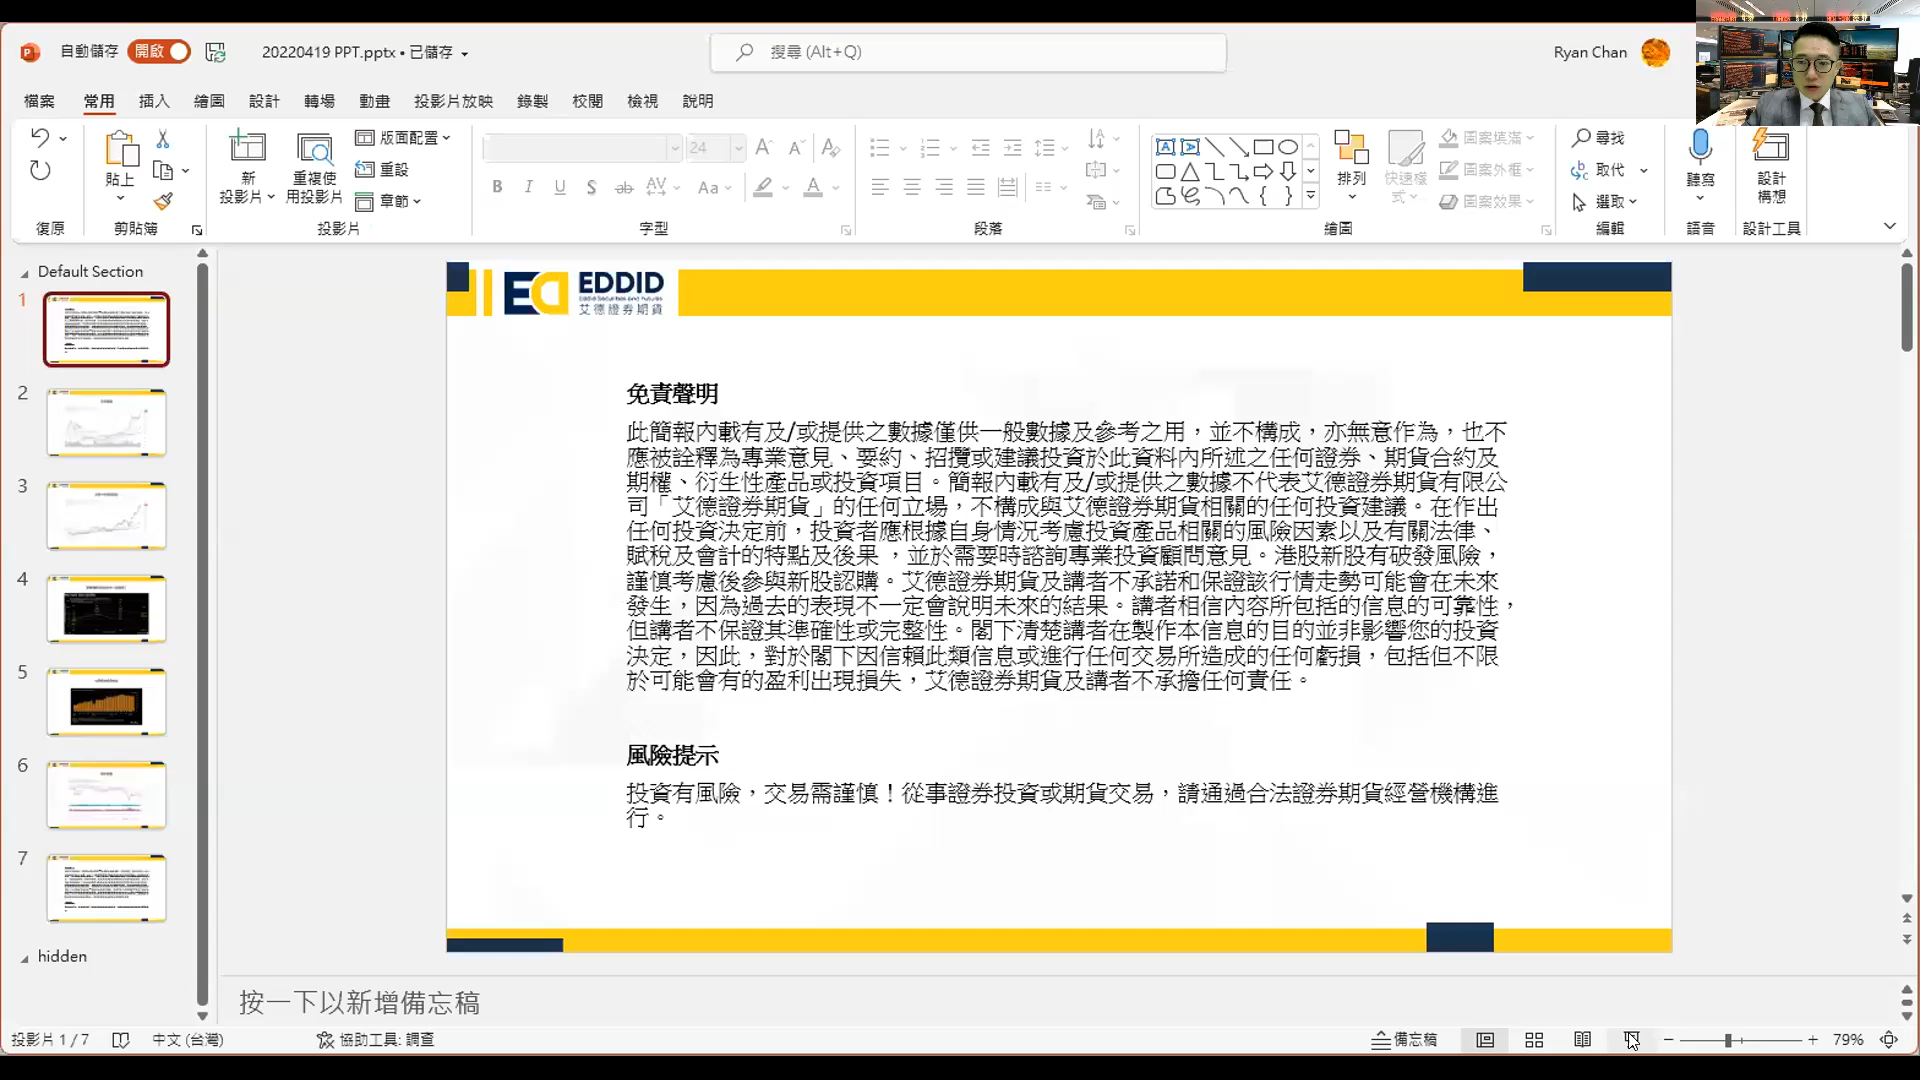 自動儲存 開啟 20220419 PPT.pptx • 已儲存 搜尋 (Alt+Q) Ryan Chan
檔案 常用 插入 繪圖 設計 轉場 動畫 投影片放映 錄製 校閱 檢視 說明
貼上 新 投影片 重複使 用投影片 版面配置 重設 章節 24 排列 快速樣 式 圖案填滿 圖案外框 圖案效果 尋找 取代 選取 聽寫 設計 構想
復原 剪貼簿 投影片 字型 段落 繪圖 編輯 語音 設計工具
Default Section
1
2
3
4
5
6
7
hidden
ED EDDID
Eddid Securities and Futures
艾德證券期貨
免責聲明
此簡報內載有及/或提供之數據僅供一般數據及參考之用，並不構成，亦無意作為，也不
應被詮釋為專業意見、要約、招攬或建議投資於此資料內所述之任何證券、期貨合約及
期權、衍生性產品或投資項目。簡報內載有及/或提供之數據不代表艾德證券期貨有限公
司「艾德證券期貨」的任何立場，不構成與艾德證券期貨相關的任何投資建議。在作出
任何投資決定前，投資者應根據自身情況考慮投資產品相關的風險因素以及有關法律、
賦稅及會計的特點及後果 ，並於需要時諮詢專業投資顧問意見。港股新股有破發風險，
謹慎考慮後參與新股認購。艾德證券期貨及講者不承諾和保證該行情走勢可能會在未來
發生，因為過去的表現不一定會說明未來的結果。講者相信內容所包括的信息的可靠性，
但講者不保證其準確性或完整性。閣下清楚講者在製作本信息的目的並非影響您的投資
決定，因此，對於閣下因信賴此類信息或進行任何交易所造成的任何虧損，包括但不限
於可能會有的盈利出現損失，艾德證券期貨及講者不承擔任何責任。
風險提示
投資有風險，交易需謹慎！從事證券投資或期貨交易，請通過合法證券期貨經營機構進
行。
按一下以新增備忘稿
投影片 1 / 7 中文 (台灣) 協助工具: 調查 備忘稿 79%